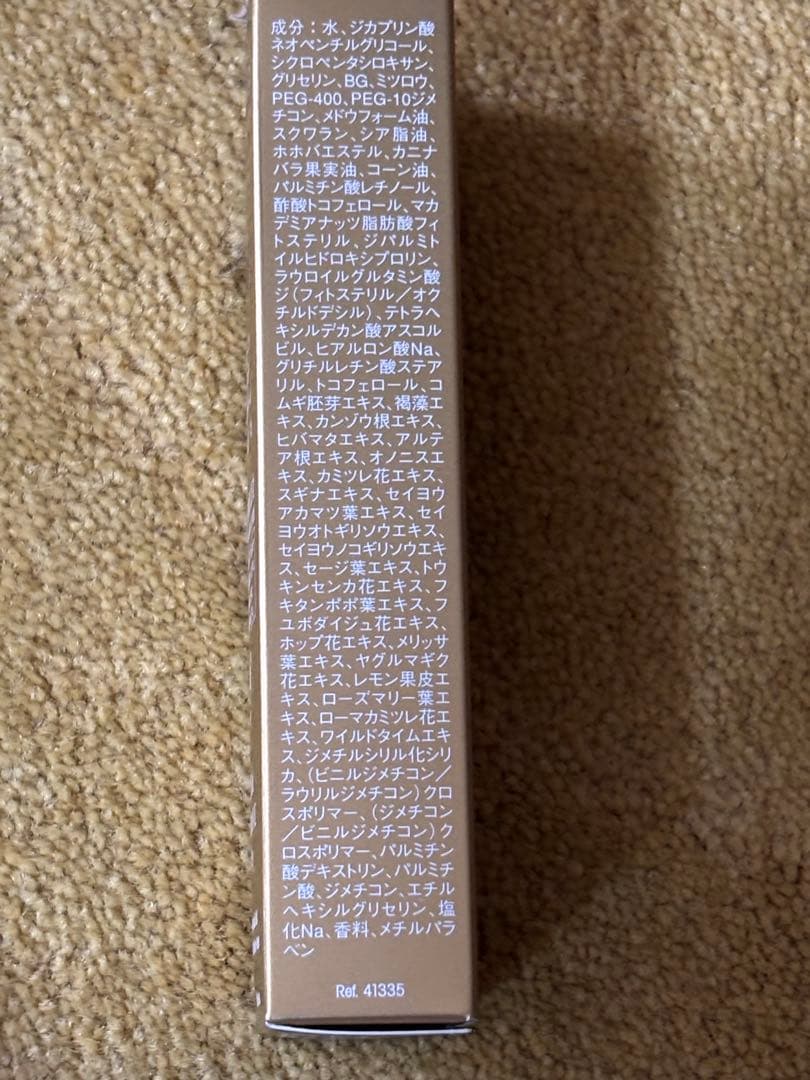 成分：水、ジカプリン酸
ネオペンチルグリコール、
シクロペンタシロキサン、
グリセリン、BG、ミツロウ、
PEG-400、PEG-10ジメ
チコン、メドウフォーム油、
スクワラン、シア脂油、
ホホバエステル、カニナ
バラ果実油、コーン油、
パルミチン酸レチノール、
酢酸トコフェロール、マカ
デミアナッツ脂肪酸フィ
トステリル、ジパルミト
イルヒドロキシプロリン、
ラウロイルグルタミン酸
ジ（フィトステリル／オク
チルドデシル）、テトラヘ
キシルデカン酸アスコル
ビル、ヒアルロン酸Na、
グリチルレチン酸ステア
リル、トコフェロール、コ
ムギ胚芽エキス、褐藻エ
キス、カンゾウ根エキス、
ヒバマタエキス、アルテ
ア根エキス、オノニスエ
キス、カミツレ花エキス、
スギナエキス、セイヨウ
アカマツ葉エキス、セイ
ヨウオトギリソウエキス、
セイヨウノコギリソウエキ
ス、セージ葉エキス、トウ
キンセンカ花エキス、フ
キタンポポ葉エキス、フ
ユボダイジュ花エキス、
ホップ花エキス、メリッサ
葉エキス、ヤグルマギク
花エキス、レモン果皮エ
キス、ローズマリー葉エ
キス、ローマカミツレ花エ
キス、ワイルドタイムエキ
ス、ジメチルシリル化シリ
カ、（ビニルジメチコン／
ラウリルジメチコン）クロ
スポリマー、（ジメチコン
／ビニルジメチコン）ク
ロスポリマー、パルミチン
酸デキストリン、パルミチ
ン酸、ジメチコン、エチル
ヘキシルグリセリン、塩
化Na、香料、メチルパラ
ベン
Ref. 41335